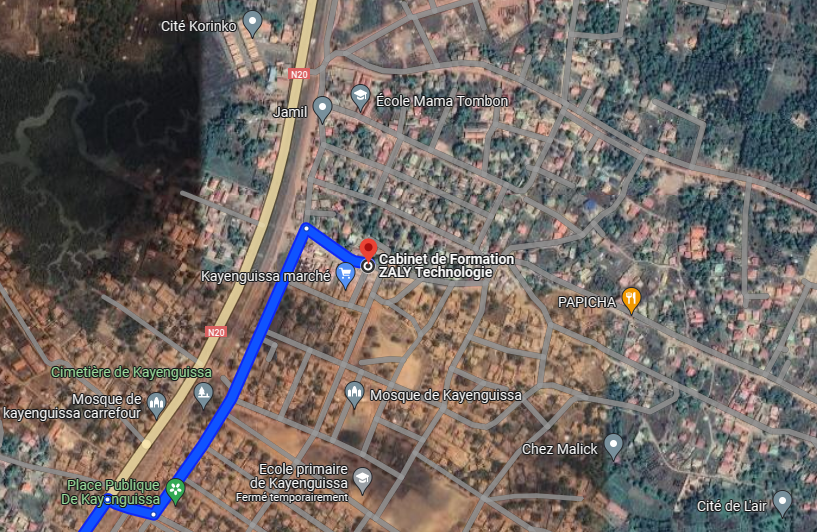 Cité Korinko
N20
École Mama Tombon
Jamil
Cabinet de Formation
ZALY Technologie
Kayenguissa marché
PAPICHA
N20
Cimetière de Kayenguissa
Mosque de
kayenguissa carrefour
Mosque de Kayenguissa
Chez Malick
Ecole primaire
de Kayenguissa
Fermé temporairement
Place Publique
De Kayenguissa
Cité de L'air